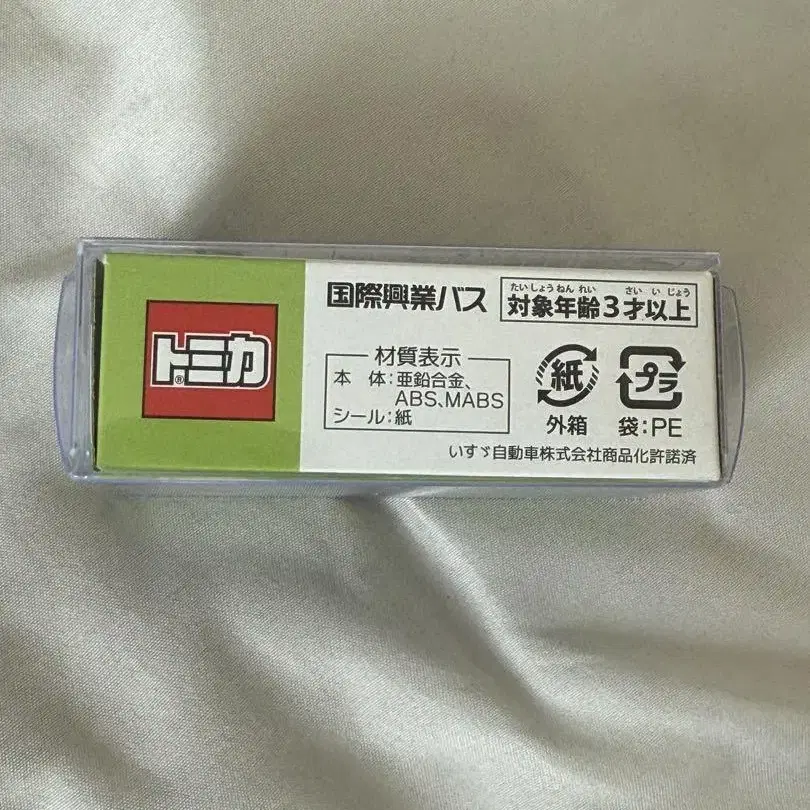 トミカ
®
国際興業バス
たいしょうねんれい さいいじょう
対象年齢3才以上
材質表示
本 体:亜鉛合金、
ABS、MABS
シール:紙
紙
外箱
プラ
袋:PE
いすゞ自動車株式会社商品化許諾済